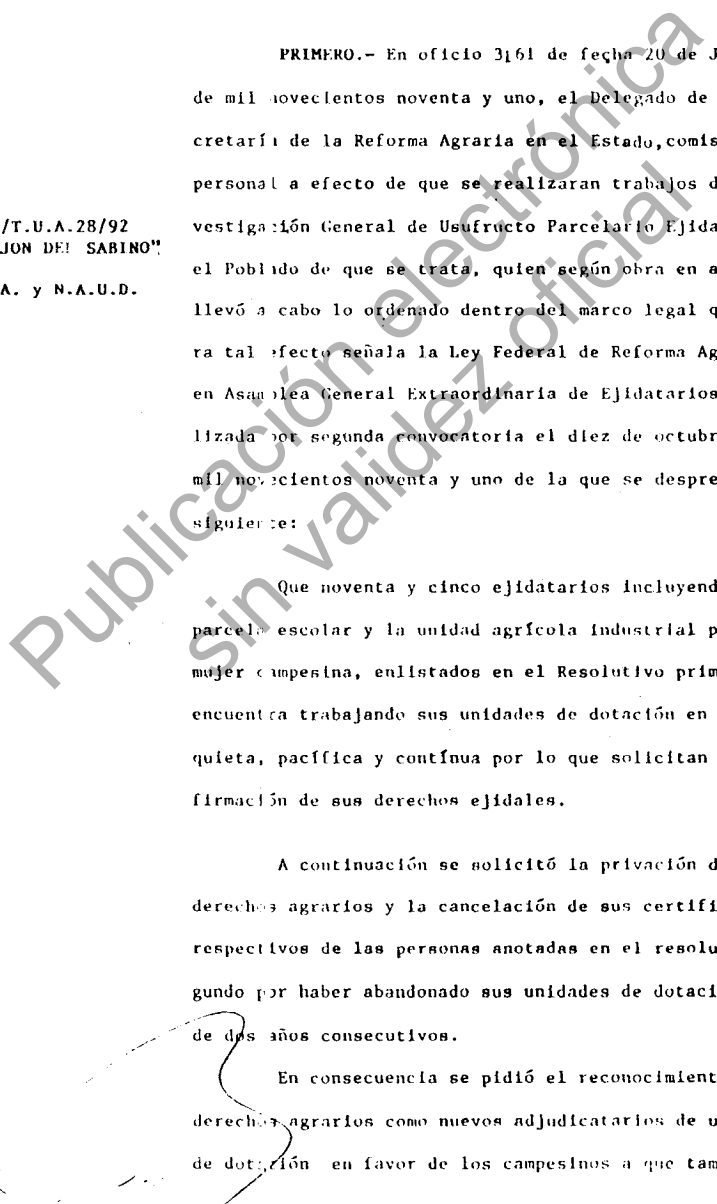 PRIMERO.- En oficio 3161 de fecha 20 de J
de mil novecientos noventa y uno, el Delegado de
cretaría de la Reforma Agraria en el Estado, comis
personal a efecto de que se realizaran trabajos d
/T.U.A.28/92
vestigación General de Usufructo Parcelario Ejida
JON DEL SABINO"
el Poblado de que se trata, quien según obra en a
A. y N.A.U.D.
llevó a cabo lo ordenado dentro del marco legal q
ra tal efecto señala la Ley Federal de Reforma Ag
en Asamblea General Extraordinaria de Ejidatarios
lizada por segunda convocatoria el diez de octubr
mil novecientos noventa y uno de la que se despre
siguiente:
Que noventa y cinco ejidatarios incluyend
parcela escolar y la unidad agrícola industrial p
mujer campesina, enlistados en el Resolutivo prim
encuentra trabajando sus unidades de dotación en
quieta, pacífica y contínua por lo que solicitan
firmación de sus derechos ejidales.
A continuación se solicitó la privación d
derechos agrarios y la cancelación de sus certifi
respectivos de las personas anotadas en el resolu
gundo por haber abandonado sus unidades de dotaci
de dos años consecutivos.
En consecuencia se pidió el reconocimient
derechos agrarios como nuevos adjudicatarios de u
de dotación en favor de los campesinos a que tam
Publicación electrónica
sin validez oficial